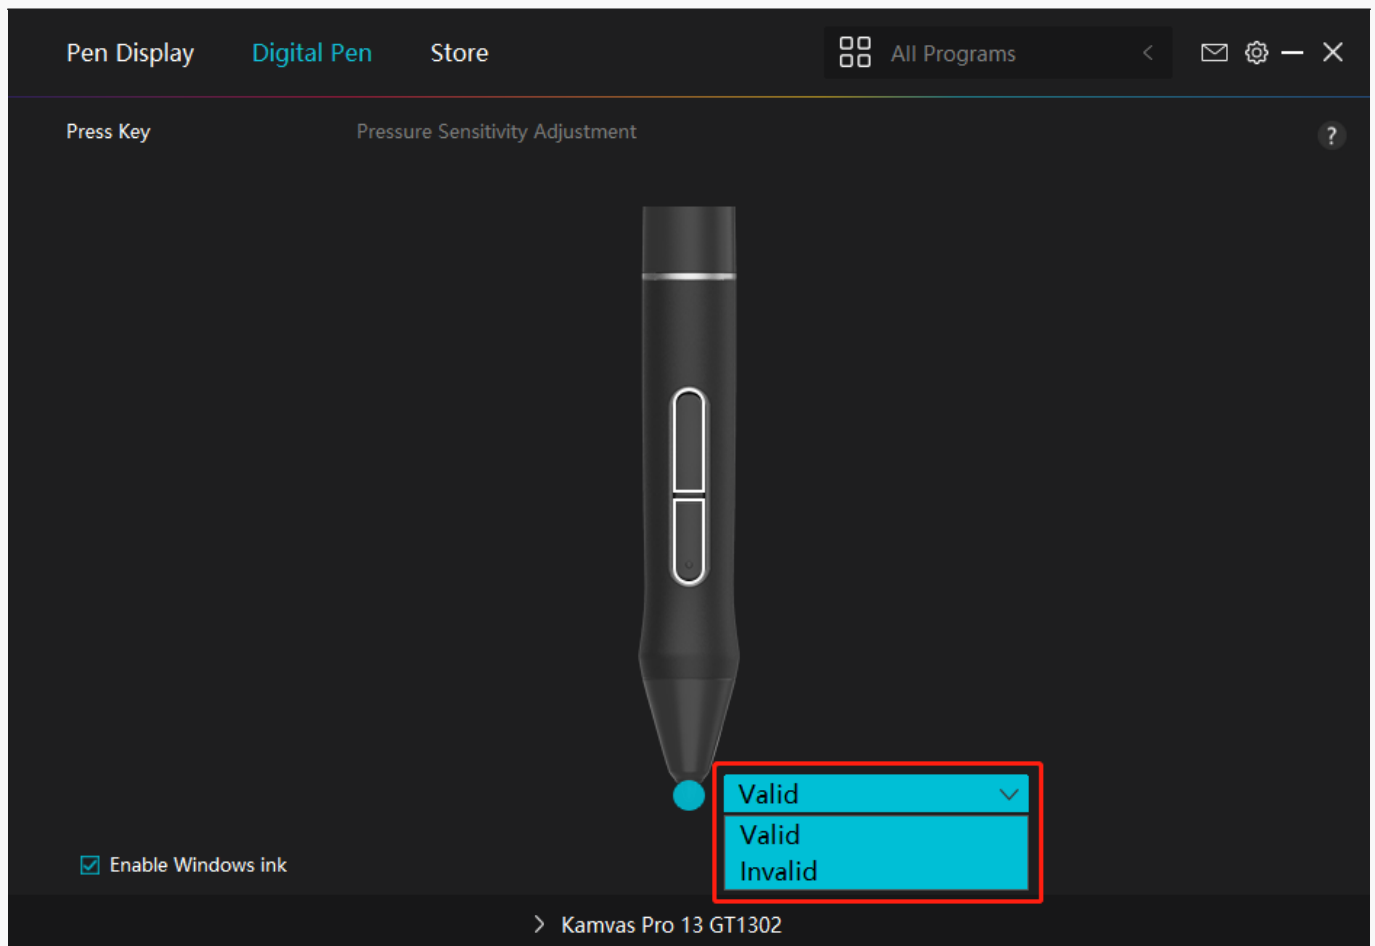 Pen Display Digital Pen Store All Programs
Press Key Pressure Sensitivity Adjustment ?
Valid
Valid
Invalid
Enable Windows ink
Kamvas Pro 13 GT1302